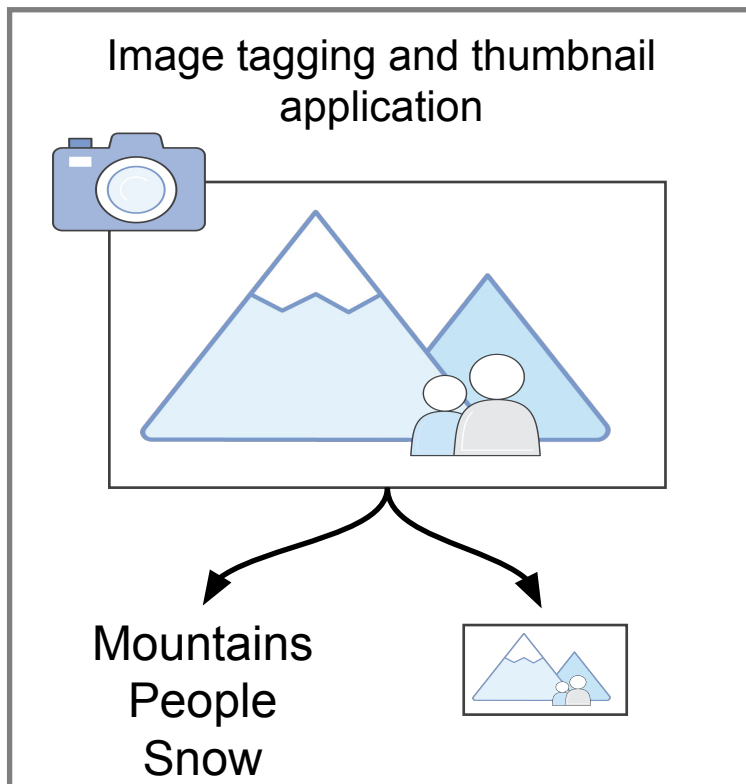 Image tagging and thumbnail
application
Mountains
People
Snow